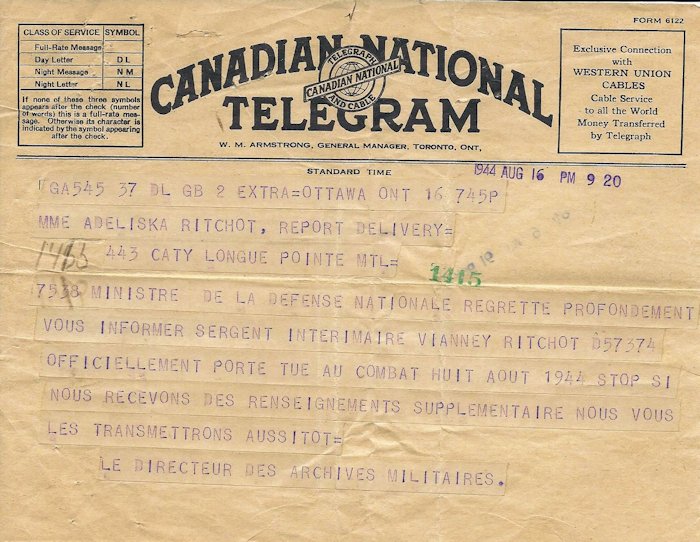 FORM 6122
CLASS OF SERVICE SYMBOL
Full-Rate Message
Day Letter D L
Night Message N M
Night Letter N L
If none of these three symbols
appears after the check (number
of words) this is a full-rate mes-
sage. Otherwise its character is
indicated by the symbol appearing
after the check.
CANADIAN NATIONAL
TELEGRAPH
CANADIAN NATIONAL
AND CABLE
TELEGRAM
W. M. ARMSTRONG, GENERAL MANAGER, TORONTO, ONT.
Exclusive Connection
with
WESTERN UNION
CABLES
Cable Service
to all the World
Money Transferred
by Telegraph
STANDARD TIME
1944 AUG 16 PM 9 20
GA545 37 DL GB 2 EXTRA=OTTAWA ONT 16 745P
MME ADELISKA RITCHOT, REPORT DELIVERY=
443 CATY LONGUE POINTE MTL=
1415
7538 MINISTRE DE LA DEFENSE NATIONALE REGRETTE PROFONDEMENT
VOUS INFORMER SERGENT INTERIMAIRE VIANNEY RITCHOT D57374
OFFICIELLEMENT PORTE TUE AU COMBAT HUIT AOUT 1944 STOP SI
NOUS RECEVONS DES RENSEIGNEMENTS SUPPLEMENTAIRE NOUS VOUS
LES TRANSMETTRONS AUSSITOT=
LE DIRECTEUR DES ARCHIVES MILITAIRES.